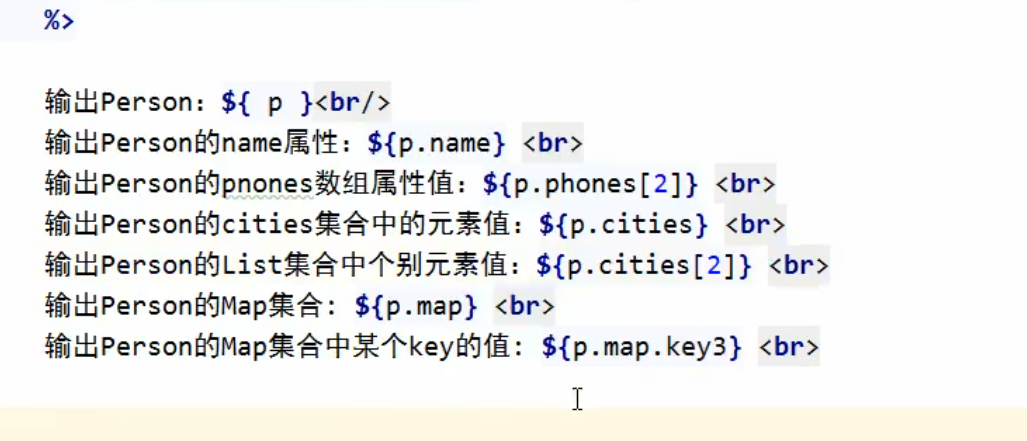 %>
输出Person：${ p }<br/>
输出Person的name属性：${p.name} <br>
输出Person的pnones数组属性值：${p.phones[2]} <br>
输出Person的cities集合中的元素值：${p.cities} <br>
输出Person的List集合中个别元素值：${p.cities[2]} <br>
输出Person的Map集合: ${p.map} <br>
输出Person的Map集合中某个key的值: ${p.map.key3} <br>